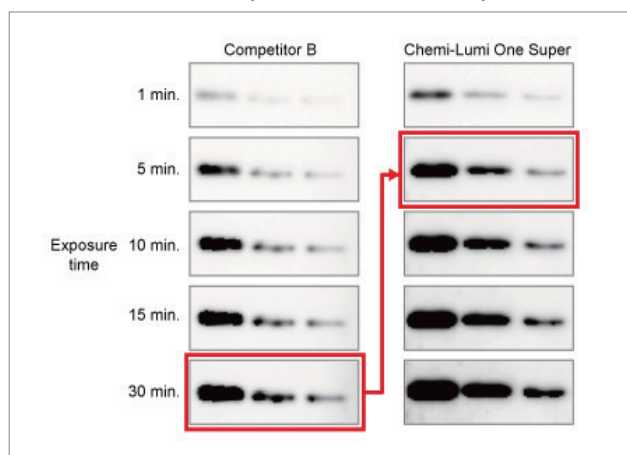 Competitor B
Chemi-Lumi One Super
1 min.
5 min.
Exposure
time
10 min.
15 min.
30 min.